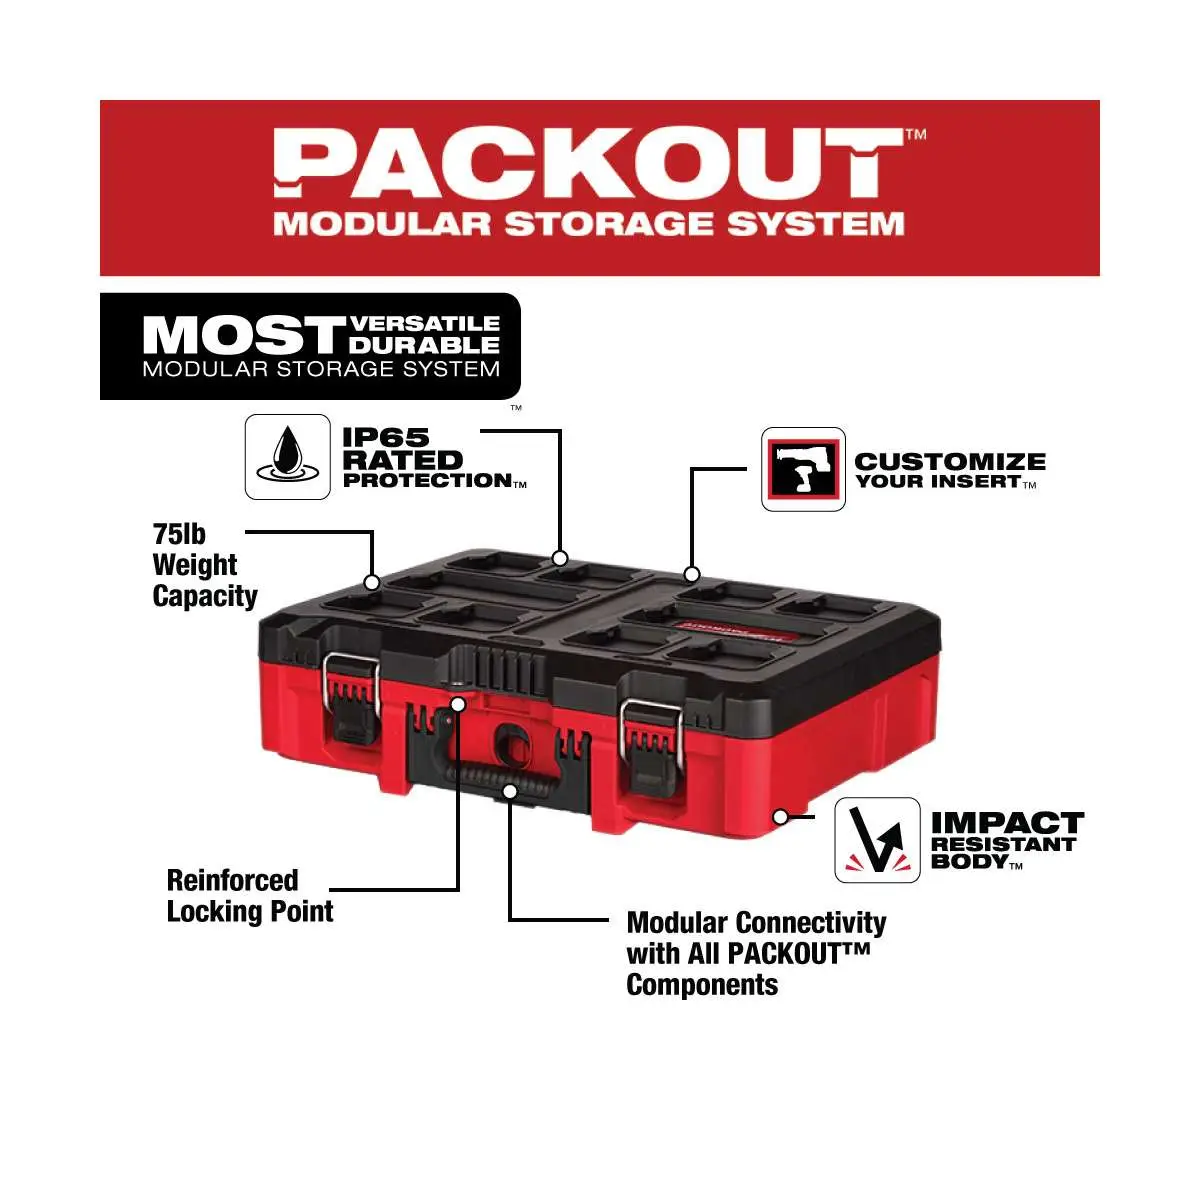 PACKOUT™
MODULAR STORAGE SYSTEM
MOST VERSATILE
DURABLE
MODULAR STORAGE SYSTEM
™
IP65
RATED
PROTECTION™
CUSTOMIZE
YOUR INSERT™
75lb
Weight
Capacity
IMPACT
RESISTANT
BODY™
Reinforced
Locking Point
Modular Connectivity
with All PACKOUT™
Components